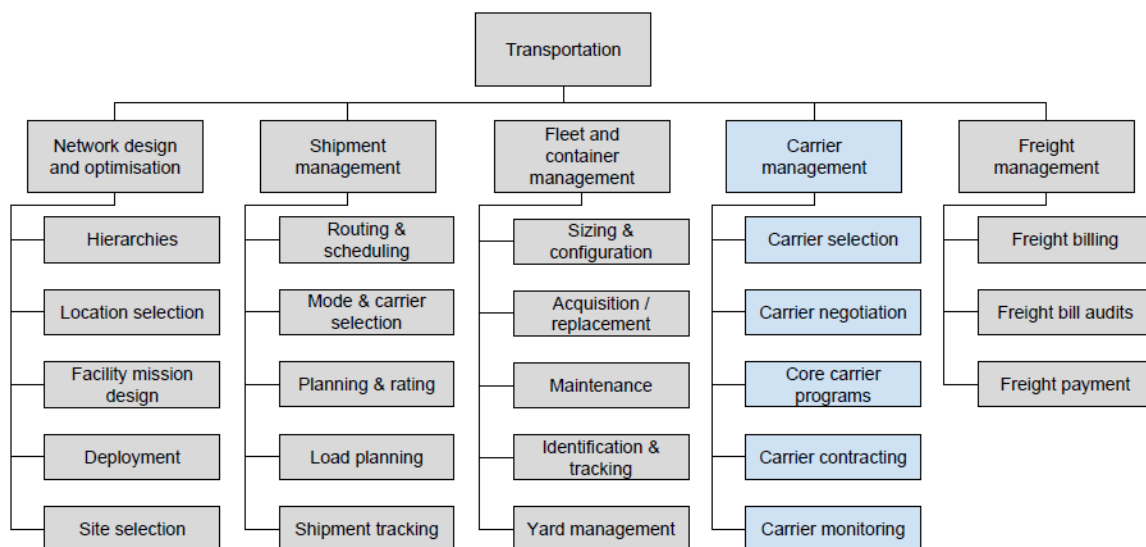 Transportation
Network design
and optimisation
Shipment
management
Fleet and
container
management
Carrier
management
Freight
management
Hierarchies
Location selection
Facility mission
design
Deployment
Site selection
Routing &
scheduling
Mode & carrier
selection
Planning & rating
Load planning
Shipment tracking
Sizing &
configuration
Acquisition /
replacement
Maintenance
Identification &
tracking
Yard management
Carrier selection
Carrier negotiation
Core carrier
programs
Carrier contracting
Carrier monitoring
Freight billing
Freight bill audits
Freight payment